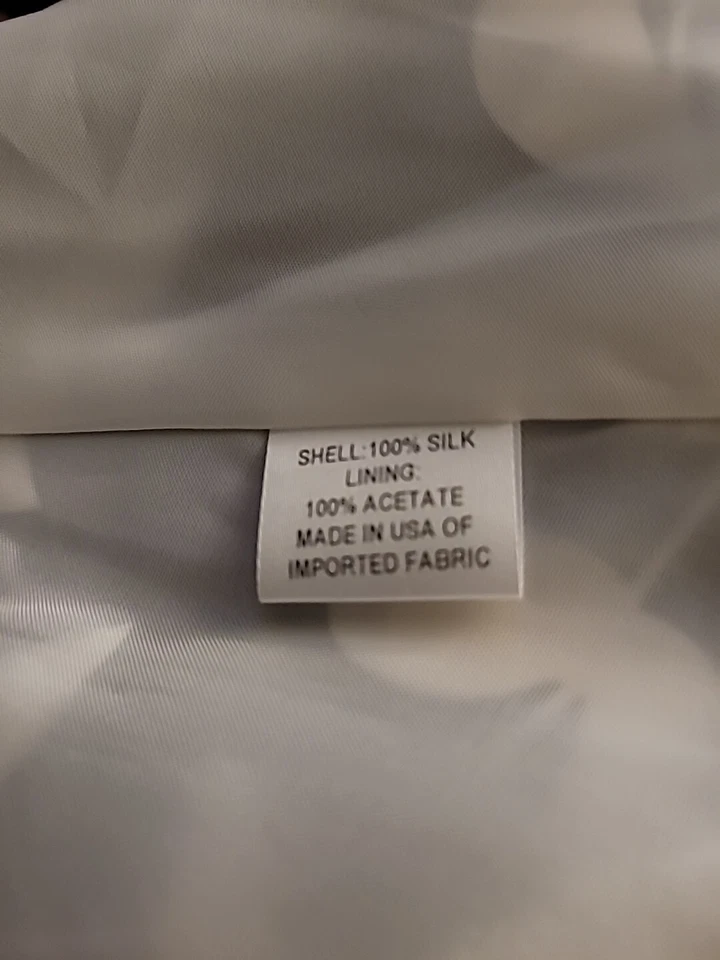 SHELL:100% SILK
LINING:
100% ACETATE
MADE IN USA OF
IMPORTED FABRIC